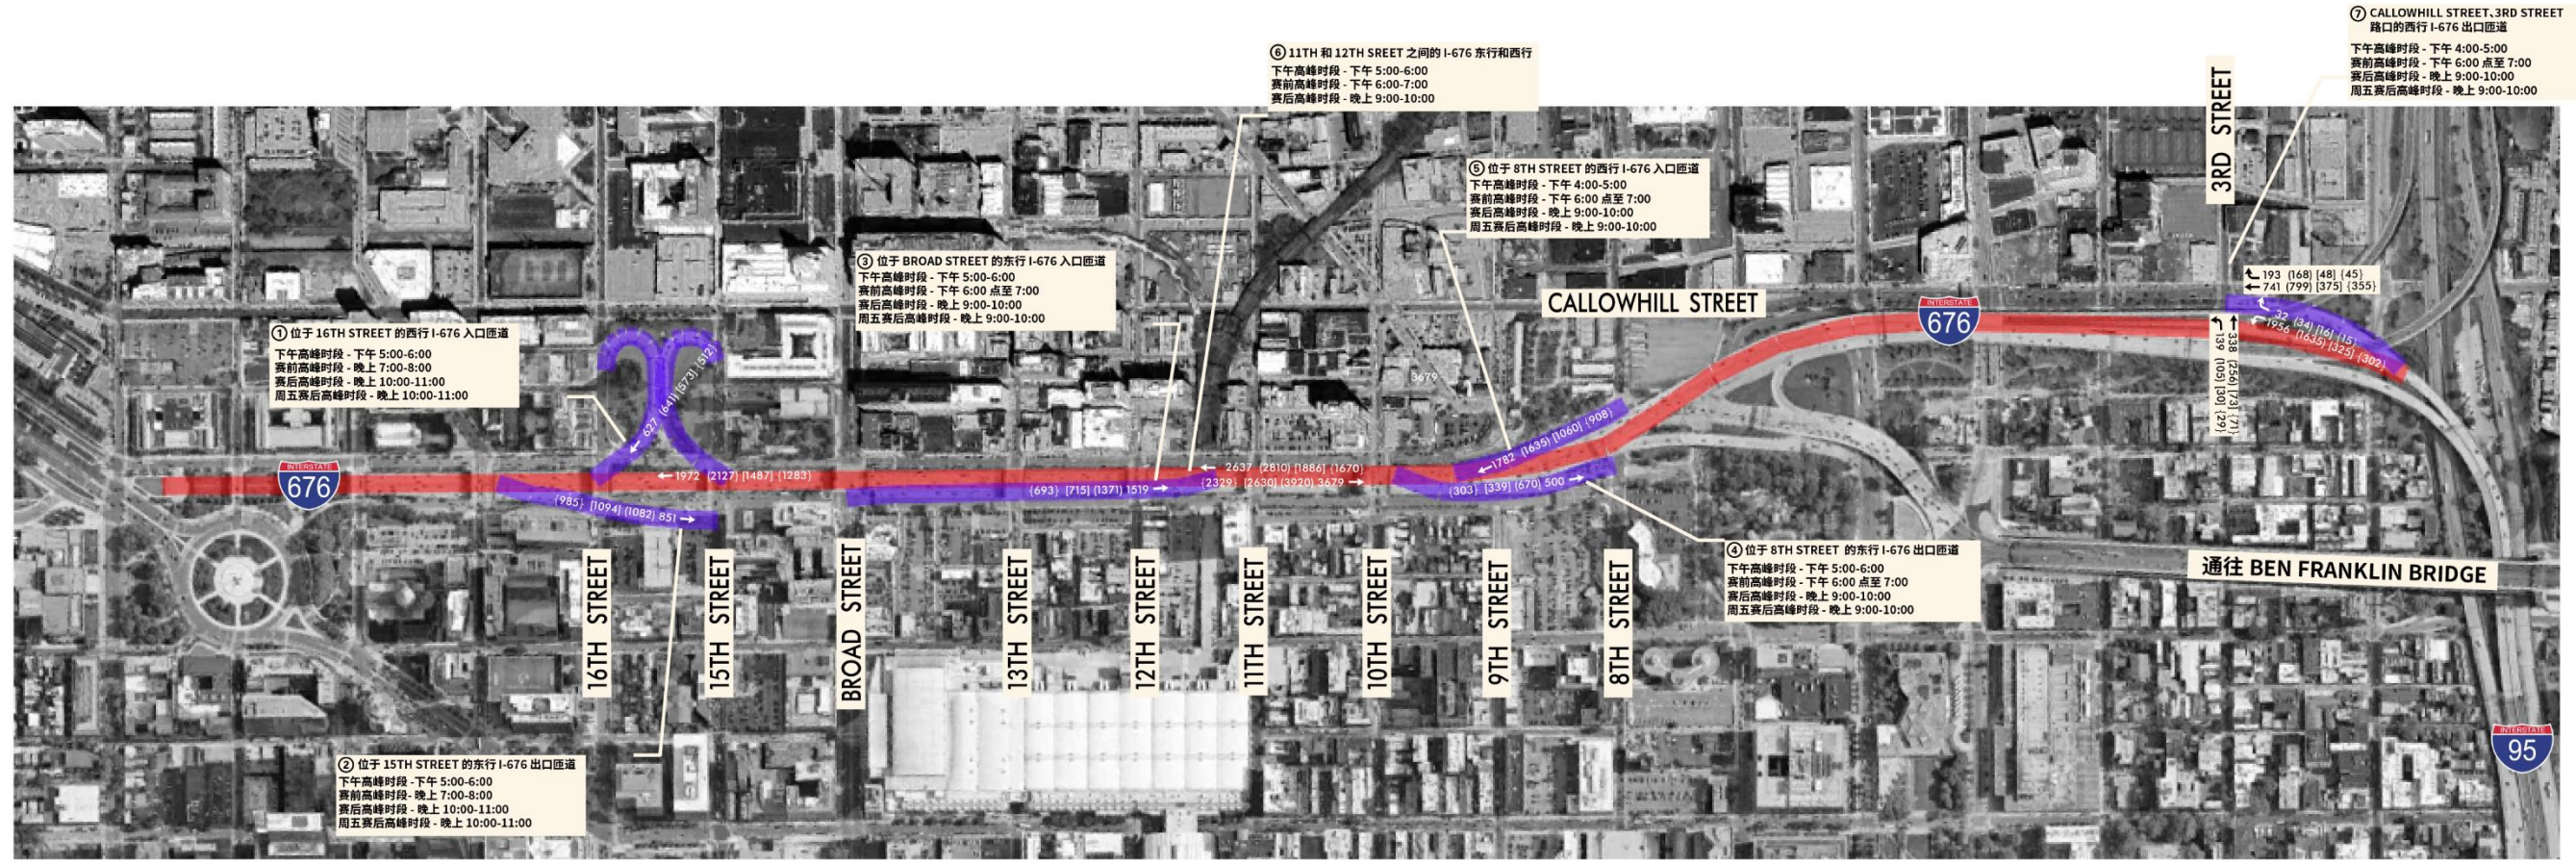 ⑦ CALLOWHILL STREET、3RD STREET
路口的西行 I-676 出口匝道
下午高峰时段 - 下午 4:00-5:00
赛前高峰时段 - 下午 6:00 点至 7:00
赛后高峰时段 - 晚上 9:00-10:00
周五赛后高峰时段 - 晚上 9:00-10:00
⑥ 11TH 和 12TH SREET 之间的 I-676 东行和西行
下午高峰时段 - 下午 5:00-6:00
赛前高峰时段 - 下午 6:00-7:00
赛后高峰时段 - 晚上 9:00-10:00
3RD STREET
⑤ 位于 8TH STREET 的西行 I-676 入口匝道
下午高峰时段 - 下午 4:00-5:00
赛前高峰时段 - 下午 6:00 点至 7:00
赛后高峰时段 - 晚上 9:00-10:00
周五赛后高峰时段 - 晚上 9:00-10:00
③ 位于 BROAD STREET 的东行 I-676 入口匝道
下午高峰时段 - 下午 5:00-6:00
赛前高峰时段 - 下午 6:00 点至 7:00
赛后高峰时段 - 晚上 9:00-10:00
周五赛后高峰时段 - 晚上 9:00-10:00
193 (168) [48] {45}
← 741 (799) [375] {355}
CALLOWHILL STREET
INTERSTATE
676
32 (34) [16] {15}
1956 (1635) [325] {302}
139 (105) [30] {29}
338 (256) [73] {71}
① 位于 16TH STREET 的西行 I-676 入口匝道
下午高峰时段 - 下午 5:00-6:00
赛前高峰时段 - 晚上 7:00-8:00
赛后高峰时段 - 晚上 10:00-11:00
周五赛后高峰时段 - 晚上 10:00-11:00
← 627 (641) [573] {512}
3679
← 1782 (1635) [1060] {908}
INTERSTATE
676
← 1972 (2127) [1487] {1283}
← 2637 (2810) [1886] {1670}
{2329} [2630] (3920) 3679 →
{693} [715] (1371) 1519 →
{303} [339] (670) 500 →
{985} [1094] (1082) 851 →
④ 位于 8TH STREET 的东行 I-676 出口匝道
下午高峰时段 - 下午 5:00-6:00
赛前高峰时段 - 下午 6:00 点至 7:00
赛后高峰时段 - 晚上 9:00-10:00
周五赛后高峰时段 - 晚上 9:00-10:00
通往 BEN FRANKLIN BRIDGE
16TH STREET
15TH STREET
BROAD STREET
13TH STREET
12TH STREET
11TH STREET
10TH STREET
9TH STREET
8TH STREET
INTERSTATE
95
② 位于 15TH STREET 的东行 I-676 出口匝道
下午高峰时段 -下午 5:00-6:00
赛前高峰时段- 晚上 7:00-8:00
赛后高峰时段 - 晚上 10:00-11:00
周五赛后高峰时段 - 晚上 10:00-11:00